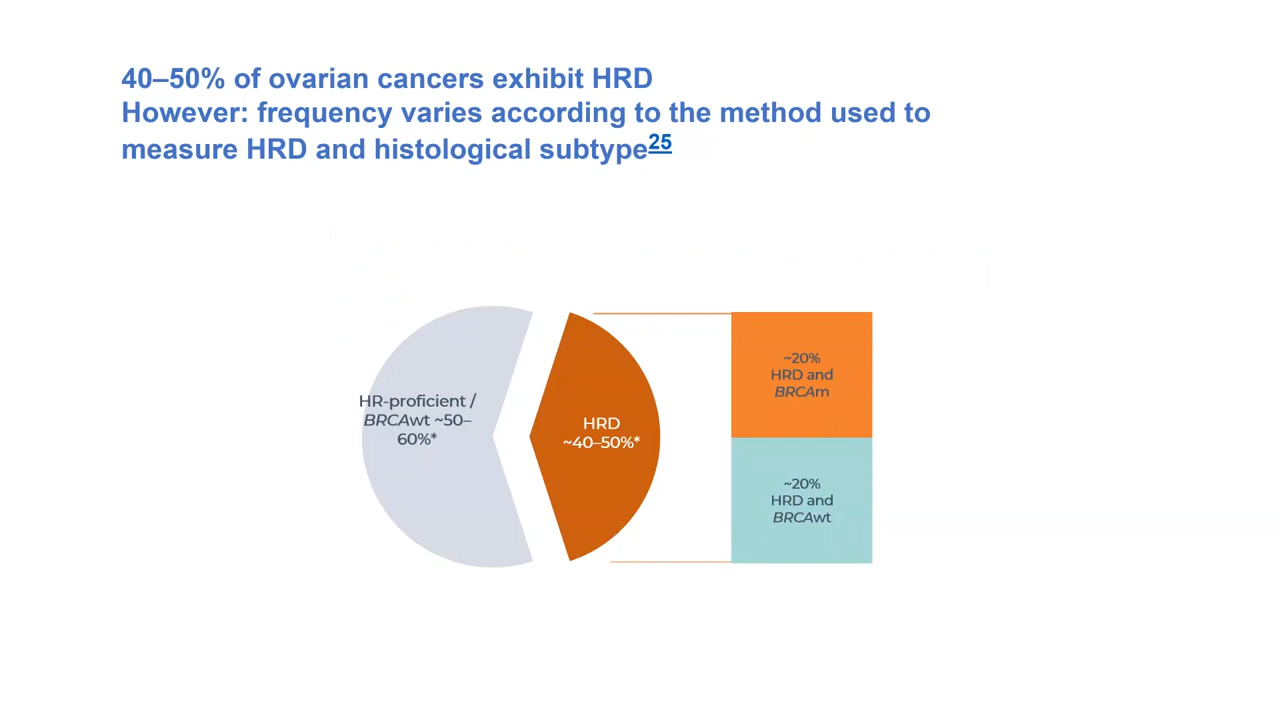 40–50% of ovarian cancers exhibit HRD
However: frequency varies according to the method used to
measure HRD and histological subtype25
HR-proficient /
BRCAwt ~50–
60%*
HRD
~40–50%*
~20%
HRD and
BRCAm
~20%
HRD and
BRCAwt